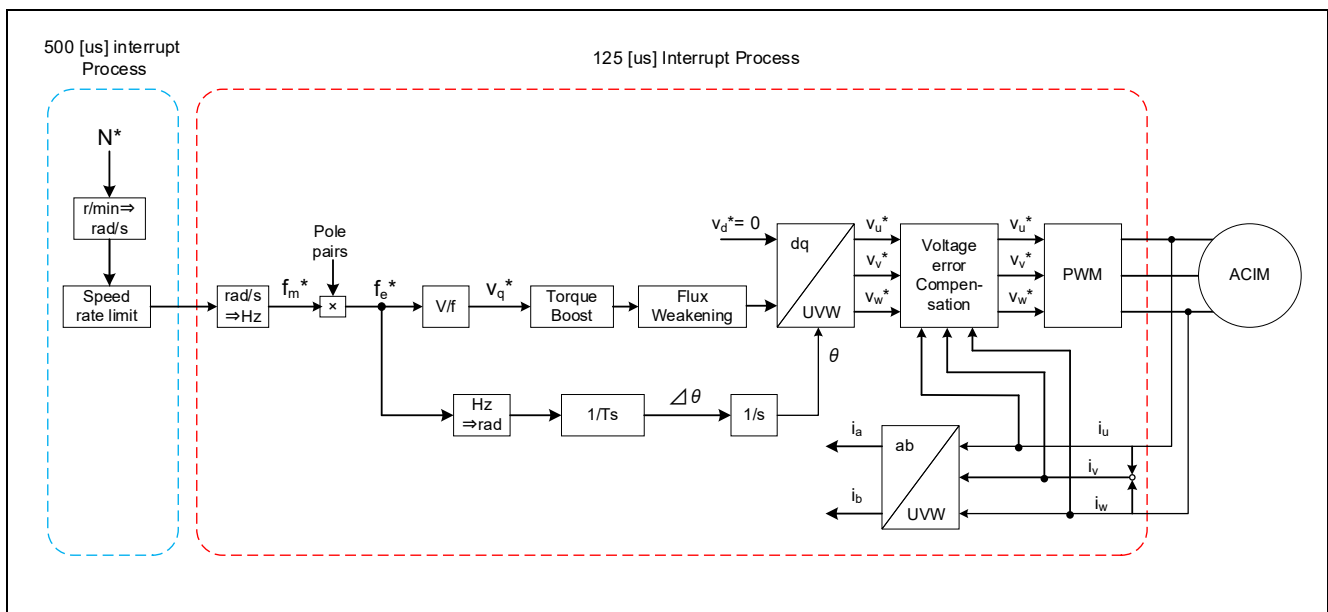 500 [us] interrupt
Process
125 [us] Interrupt Process
N*
r/min⇒
rad/s
Speed
rate limit
rad/s
⇒Hz
f_m*
Pole
pairs
×
f_e*
V/f
v_q*
Torque
Boost
Flux
Weakening
v_d*= 0
dq
UVW
v_u*
v_v*
v_w*
Voltage
error
Compen-
sation
v_u*
v_v*
v_w*
PWM
ACIM
θ
Hz
⇒rad
1/Ts
⊿θ
1/s
i_a
i_b
ab
UVW
i_u
i_v
i_w